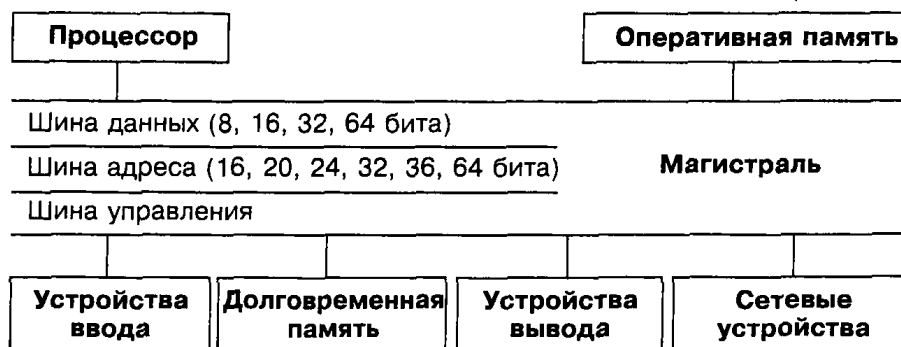 Процессор
Оперативная память
Шина данных (8, 16, 32, 64 бита)
Шина адреса (16, 20, 24, 32, 36, 64 бита)
Магистраль
Шина управления
Устройства
ввода
Долговременная
память
Устройства
вывода
Сетевые
устройства